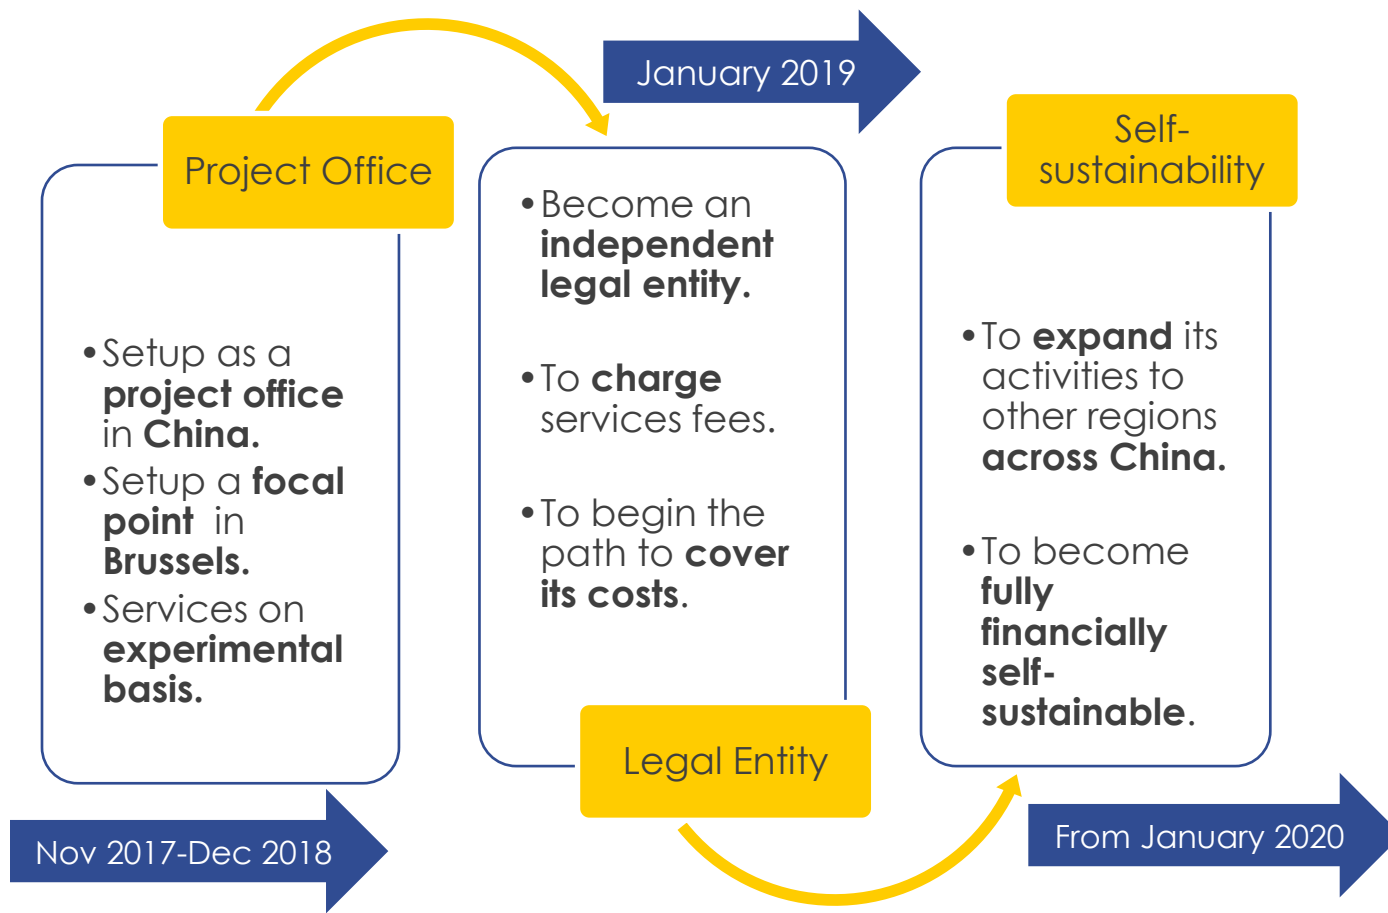 Project Office
•Setup as a
project office
in China.
•Setup a focal
point in
Brussels.
•Services on
experimental
basis.
Nov 2017-Dec 2018
January 2019
•Become an
independent
legal entity.
•To charge
services fees.
•To begin the
path to cover
its costs.
Legal Entity
Self-
sustainability
•To expand its
activities to
other regions
across China.
•To become
fully
financially
self-
sustainable.
From January 2020